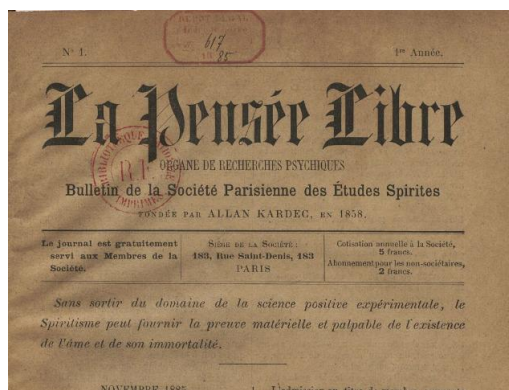 617
85
N° 1.
1re Année.
La Pensée Libre
ORGANE DE RECHERCHES PSYCHIQUES
Bulletin de la Société Parisienne des Études Spirites
FONDÉE PAR ALLAN KARDEC, EN 1858.
Le journal est gratuitement
servi aux Membres de la
Société.
SIÈGE DE LA SOCIÉTÉ :
183, Rue Saint-Denis, 183
PARIS
Cotisation annuelle à la Société,
5 francs.
Abonnement pour les non-sociétaires,
2 francs.
Sans sortir du domaine de la science positive expérimentale, le
Spiritisme peut fournir la preuve matérielle et palpable de l'existence
de l'âme et de son immortalité.
NOVEMBRE 1885